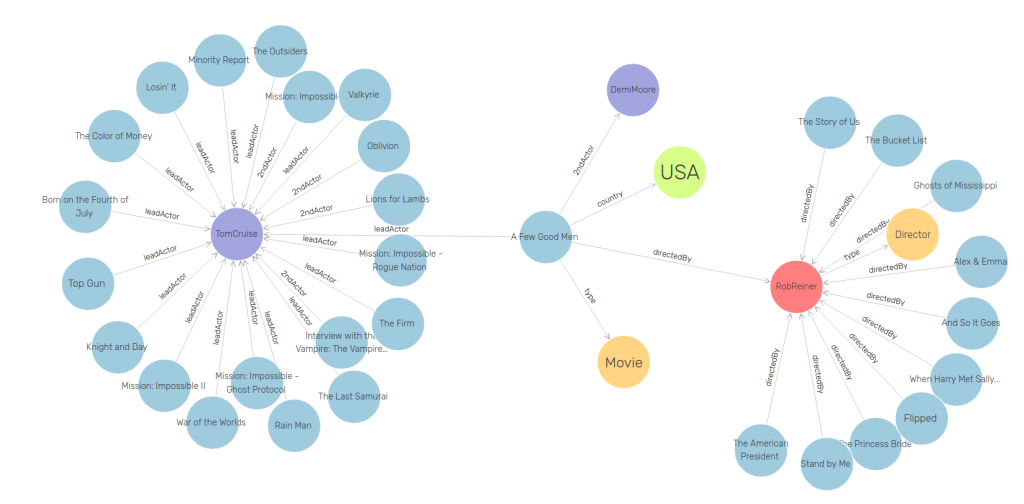 The Outsiders
Minority Report
Losin' It
Mission: Impossibl
Valkyrie
The Color of Money
Oblivion
Born on the Fourth of
July
Lions for Lambs
TomCruise
Mission: Impossible -
Rogue Nation
Top Gun
The Firm
Knight and Day
Interview with th
Vampire: The Vampire...
Mission: Impossible II
Mission: Impossible -
Ghost Protocol
The Last Samurai
War of the Worlds
Rain Man
leadActor
leadActor
leadActor
2ndActor
leadActor
leadActor
2ndActor
leadActor
2ndActor
leadActor
leadActor
leadActor
leadActor
leadActor
2ndActor
leadActor
leadActor
leadActor
leadActor
leadActor
DemiMoore
2ndActor
USA
country
A Few Good Men
directedBy
type
Movie
The Story of Us
The Bucket List
Ghosts of Mississippi
Director
Alex & Emma
RobReiner
And So It Goes
When Harry Met Sally...
Flipped
The American
President
Stand by Me
he Princess Bride
directedBy
directedBy
directedBy
type
directedBy
directedBy
directedBy
directedBy
directedBy
directedBy
directedBy